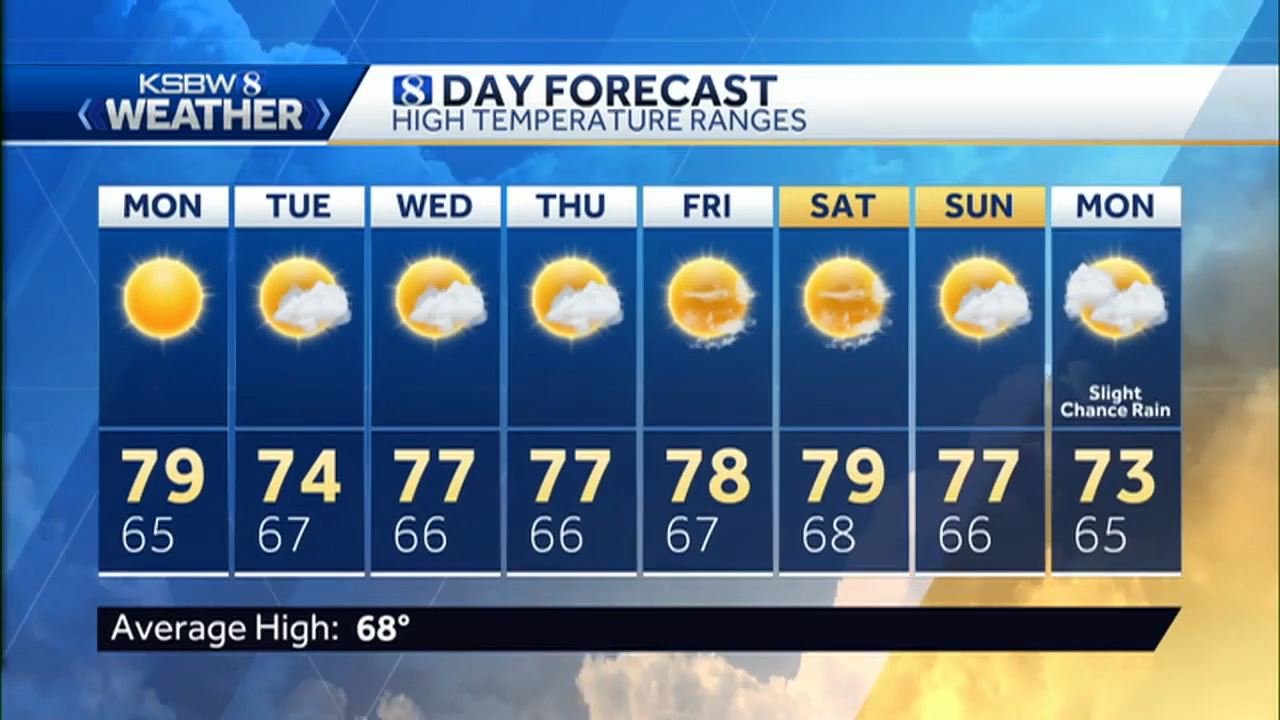 KSBW 8
WEATHER
8 DAY FORECAST
HIGH TEMPERATURE RANGES
MON TUE WED THU FRI SAT SUN MON
Slight
Chance Rain
79 74 77 77 78 79 77 73
65 67 66 66 67 68 66 65
Average High: 68°